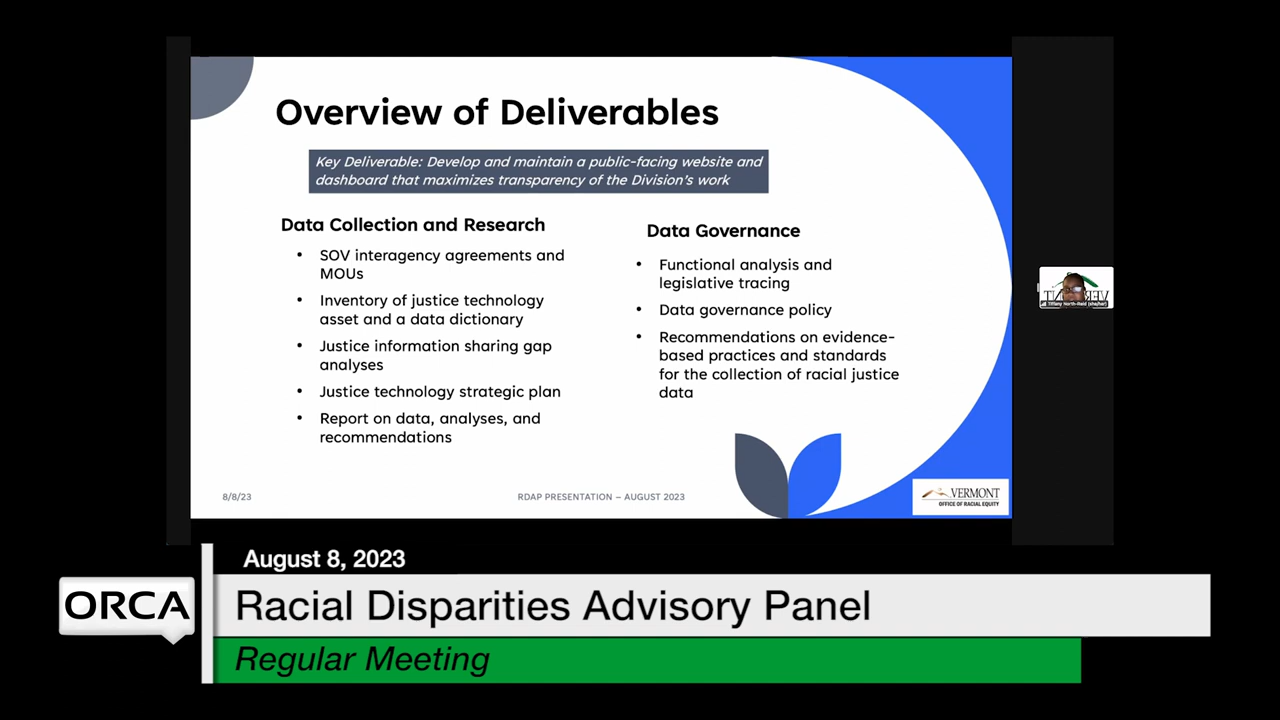 Overview of Deliverables
Key Deliverable: Develop and maintain a public-facing website and
dashboard that maximizes transparency of the Division's work
Data Collection and Research
• SOV interagency agreements and
MOUs
• Inventory of justice technology
asset and a data dictionary
• Justice information sharing gap
analyses
• Justice technology strategic plan
• Report on data, analyses, and
recommendations
Data Governance
• Functional analysis and
legislative tracing
• Data governance policy
• Recommendations on evidence-
based practices and standards
for the collection of racial justice
data
8/8/23
RDAP PRESENTATION – AUGUST 2023
VERMONT
OFFICE OF RACIAL EQUITY
Tiffany North-Reid (she/her)
August 8, 2023
ORCA
Racial Disparities Advisory Panel
Regular Meeting